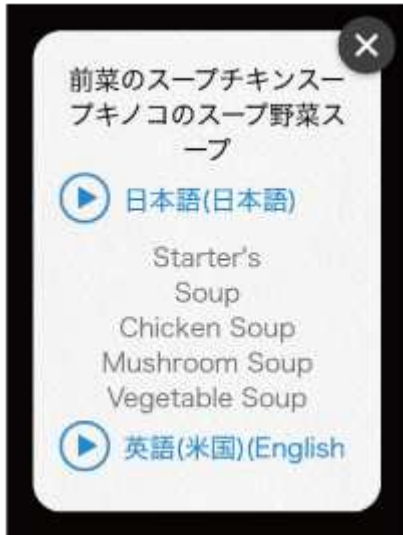 前菜のスープチキンスー
プキノコのスープ野菜ス
ープ
日本語(日本語)
Starter's
Soup
Chicken Soup
Mushroom Soup
Vegetable Soup
英語(米国)(English